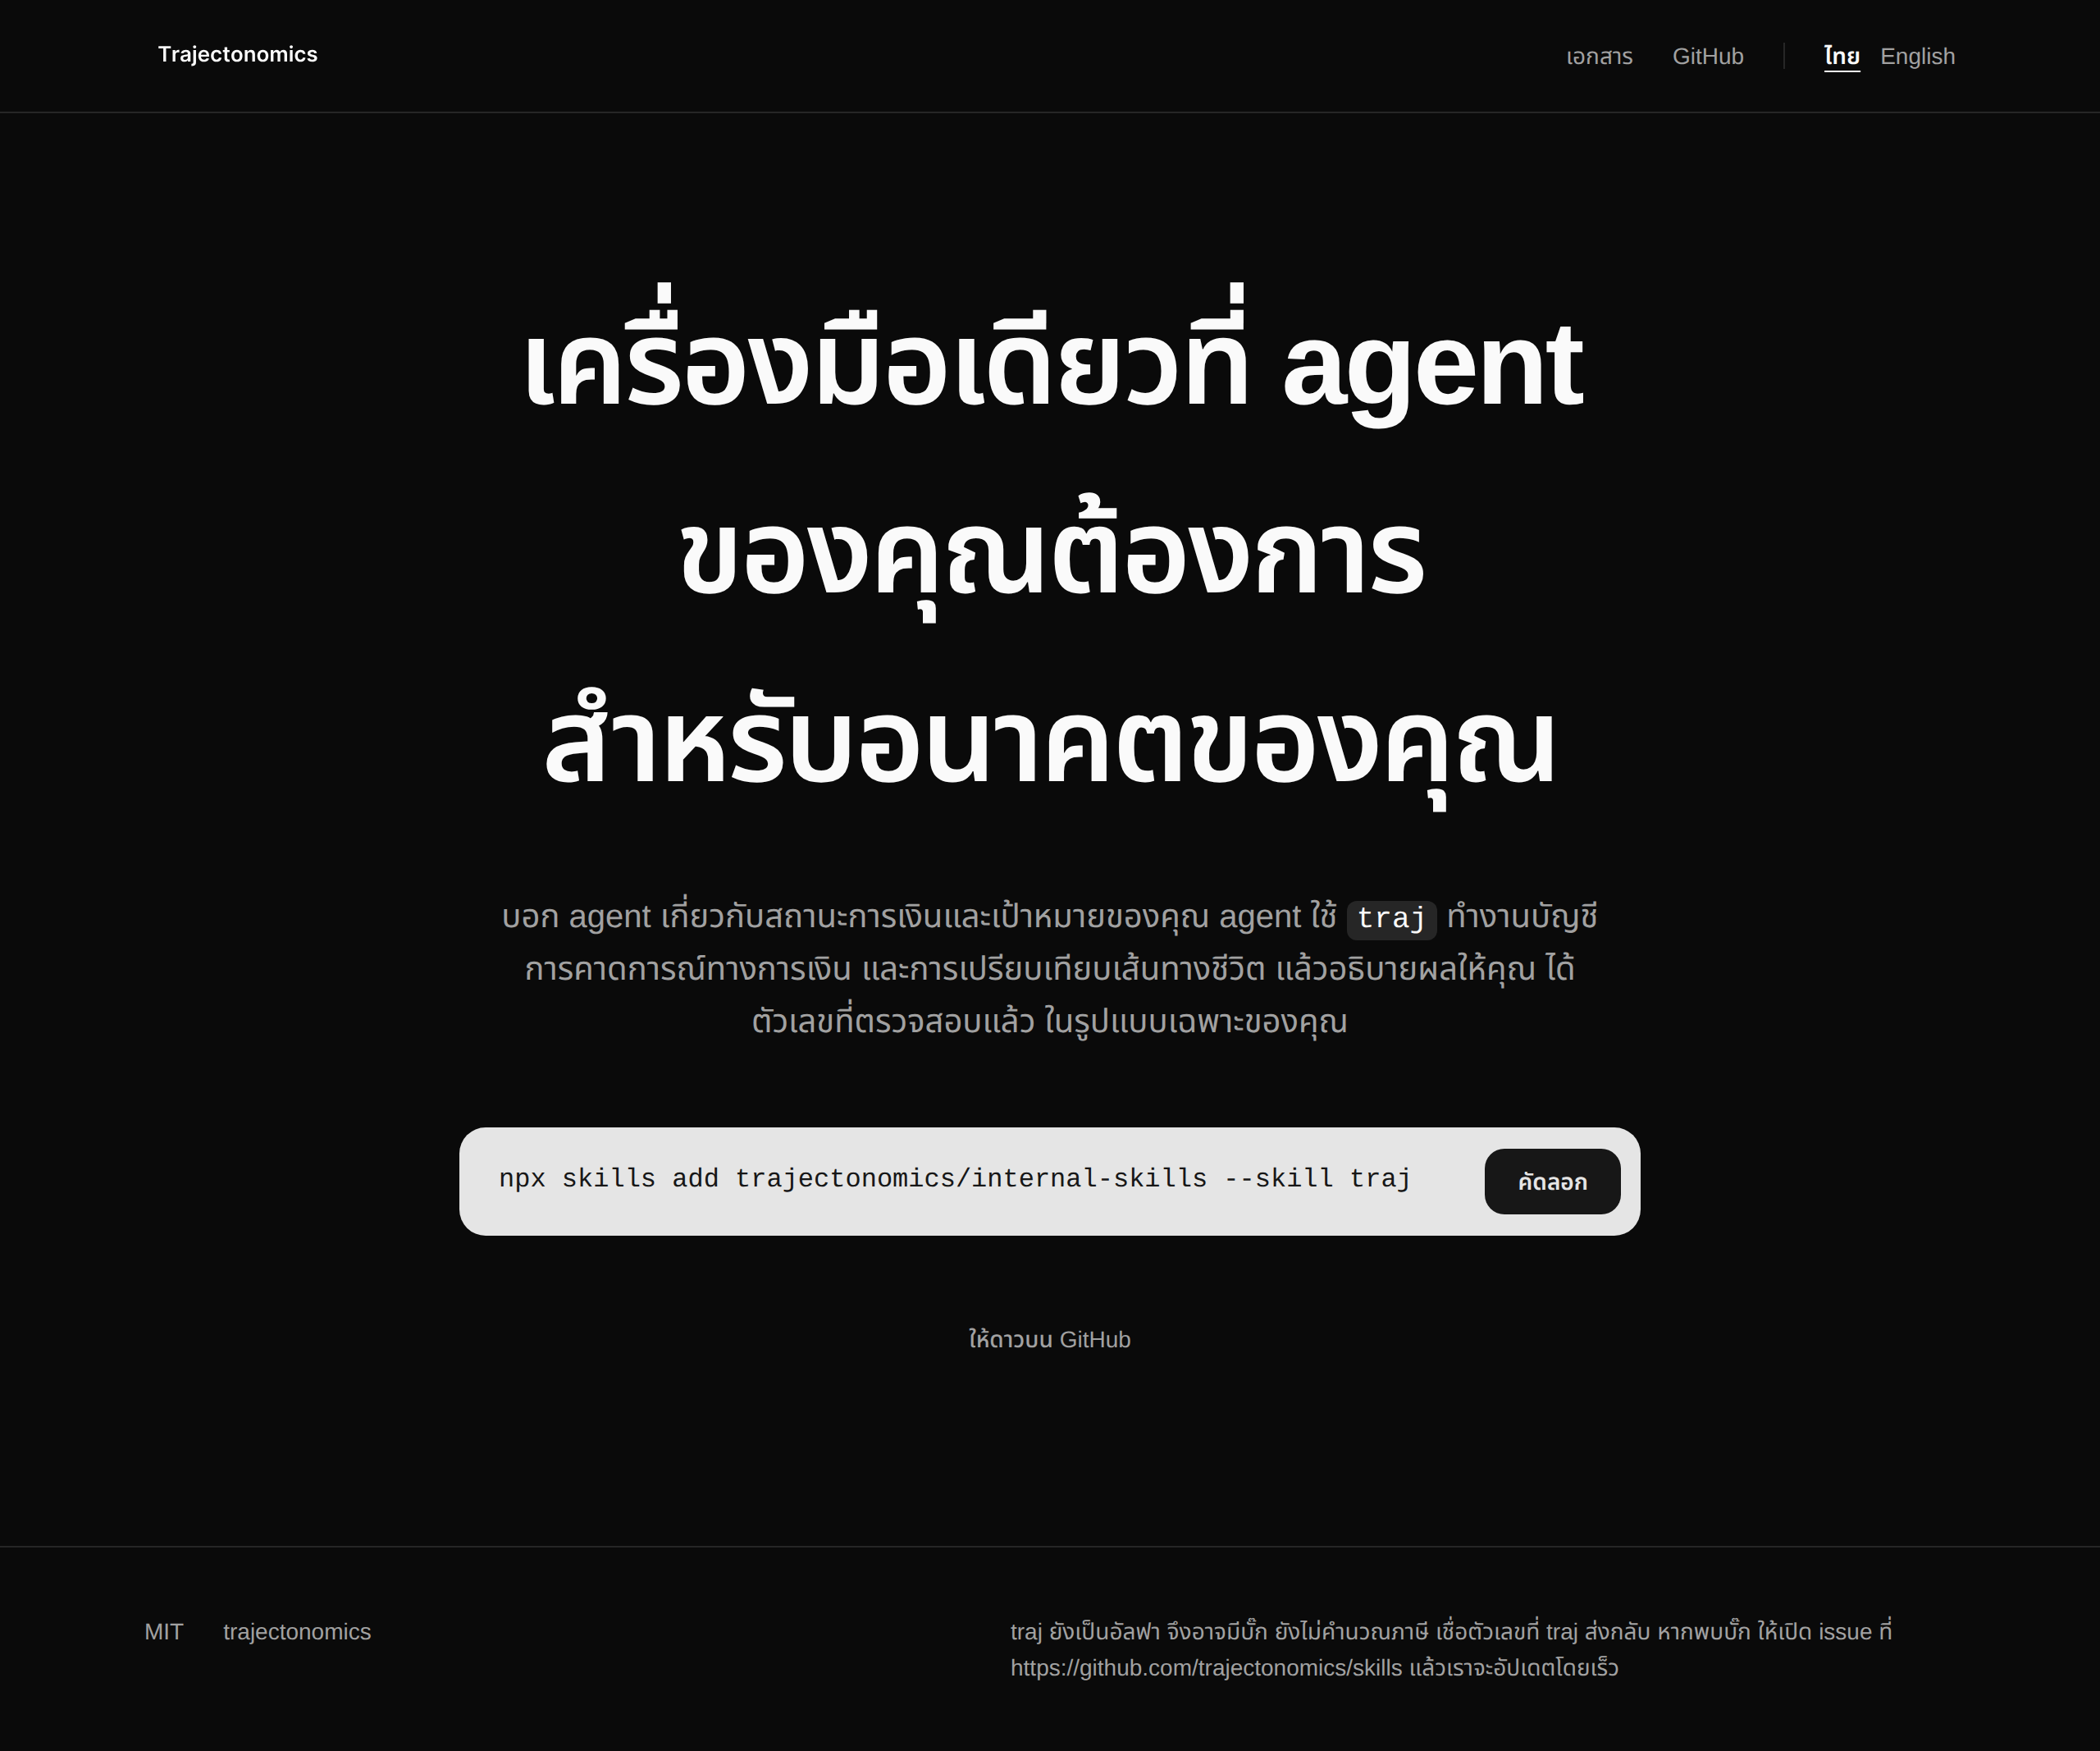 Trajectonomics
เอกสาร GitHub ไทย English
เครื่องมือเดียวที่ agent
ของคุณต้องการ
สำหรับอนาคตของคุณ
บอก agent เกี่ยวกับสถานะการเงินและเป้าหมายของคุณ agent ใช้ traj ทำงานบัญชี
การคาดการณ์ทางการเงิน และการเปรียบเทียบเส้นทางชีวิต แล้วอธิบายผลให้คุณ ได้
ตัวเลขที่ตรวจสอบแล้ว ในรูปแบบเฉพาะของคุณ
npx skills add trajectonomics/internal-skills --skill traj คัดลอก
ให้ดาวบน GitHub
MIT trajectonomics
traj ยังเป็นอัลฟา จึงอาจมีบั๊ก ยังไม่คำนวณภาษี เชื่อตัวเลขที่ traj ส่งกลับ หากพบบั๊ก ให้เปิด issue ที่
https://github.com/trajectonomics/skills แล้วเราจะอัปเดตโดยเร็ว